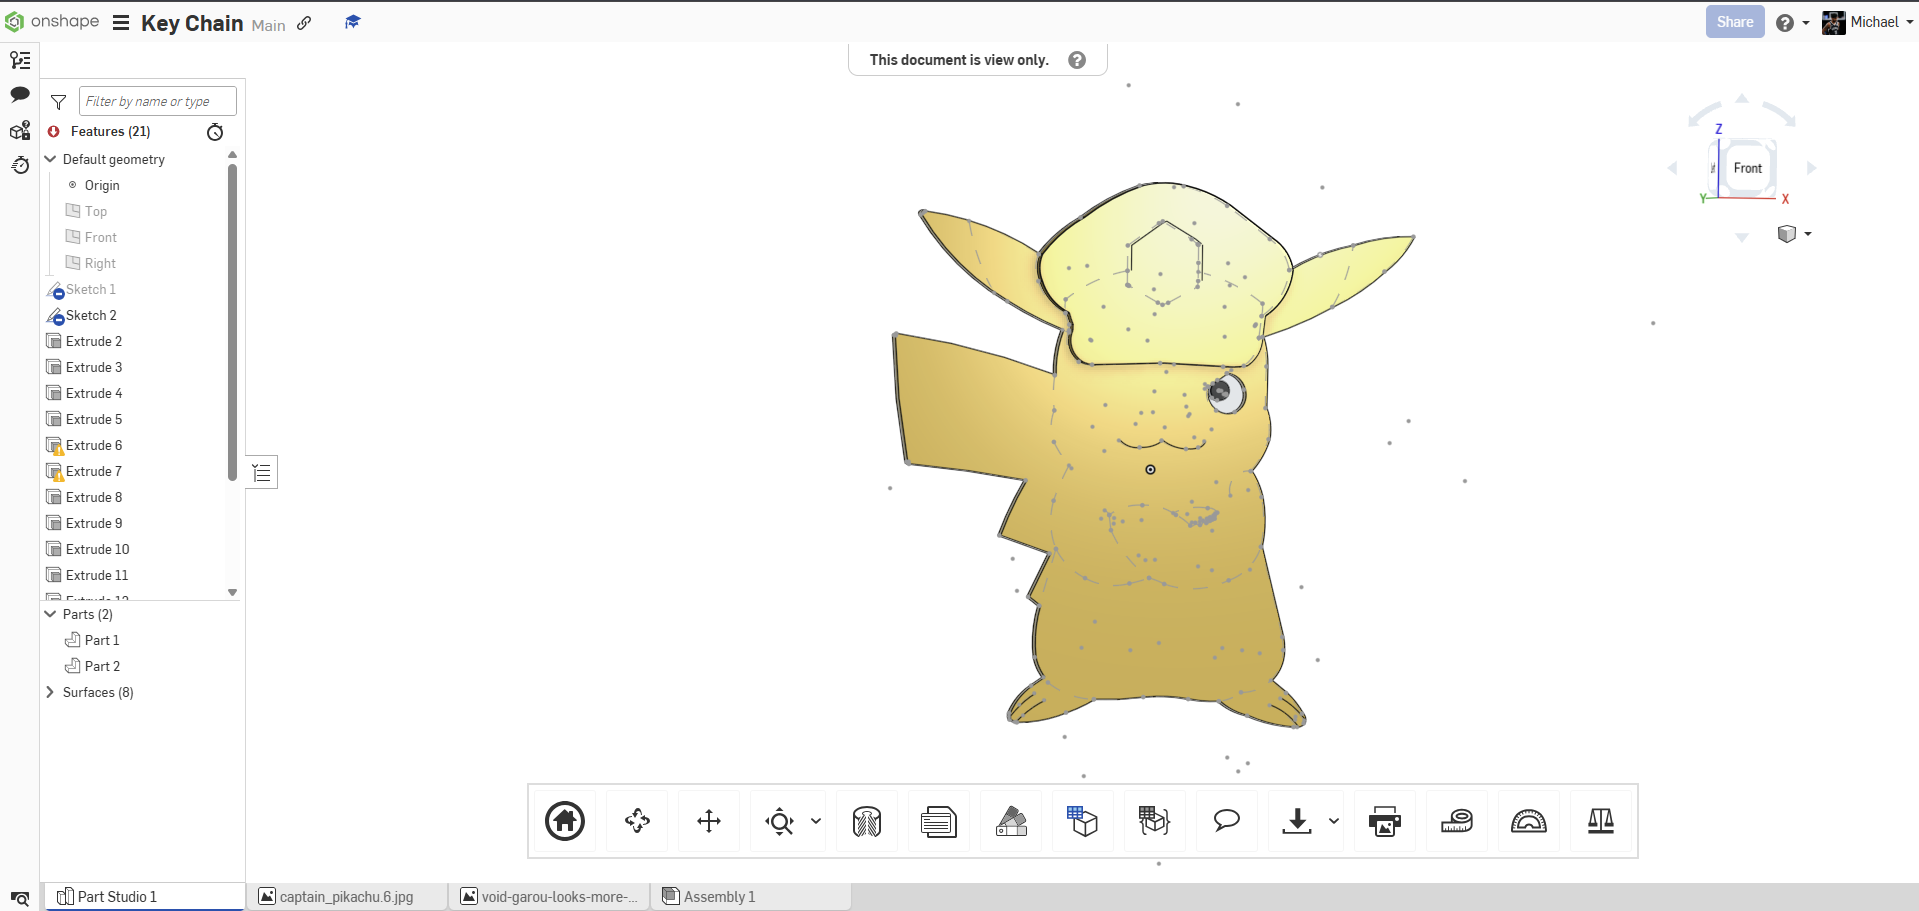 onshape
Key Chain Main
Share
Michael
This document is view only.
Filter by name or type
Features (21)
Default geometry
Origin
Top
Front
Right
Sketch 1
Sketch 2
Extrude 2
Extrude 3
Extrude 4
Extrude 5
Extrude 6
Extrude 7
Extrude 8
Extrude 9
Extrude 10
Extrude 11
Extrude 12
Parts (2)
Part 1
Part 2
Surfaces (8)
Z
Front
Y
X
Part Studio 1
captain_pikachu.6.jpg
void-garou-looks-more-...
Assembly 1